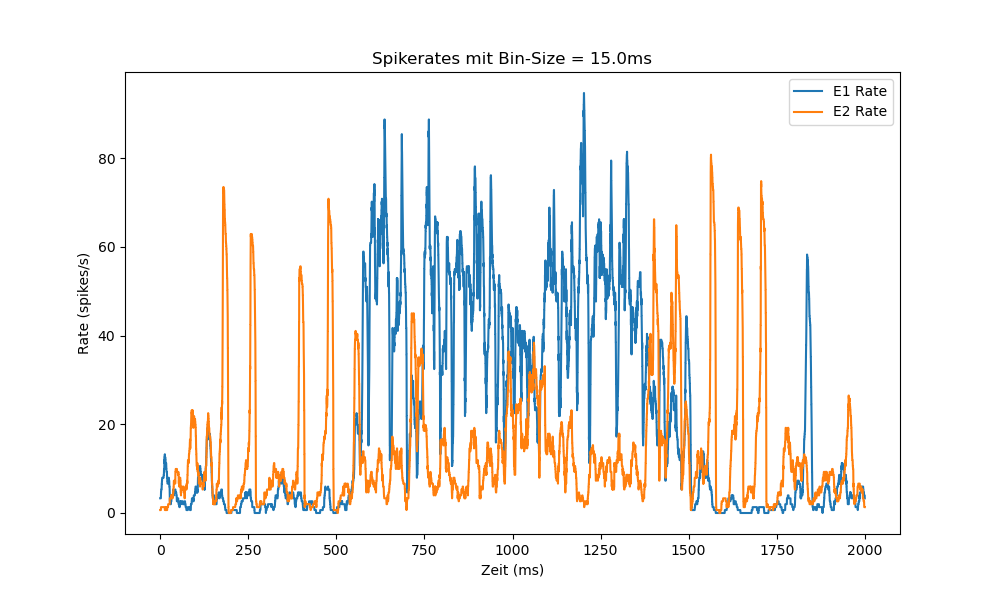 Spikerates mit Bin-Size = 15.0ms
E1 Rate
E2 Rate
Rate (spikes/s)
80
60
40
20
0
0 250 500 750 1000 1250 1500 1750 2000
Zeit (ms)